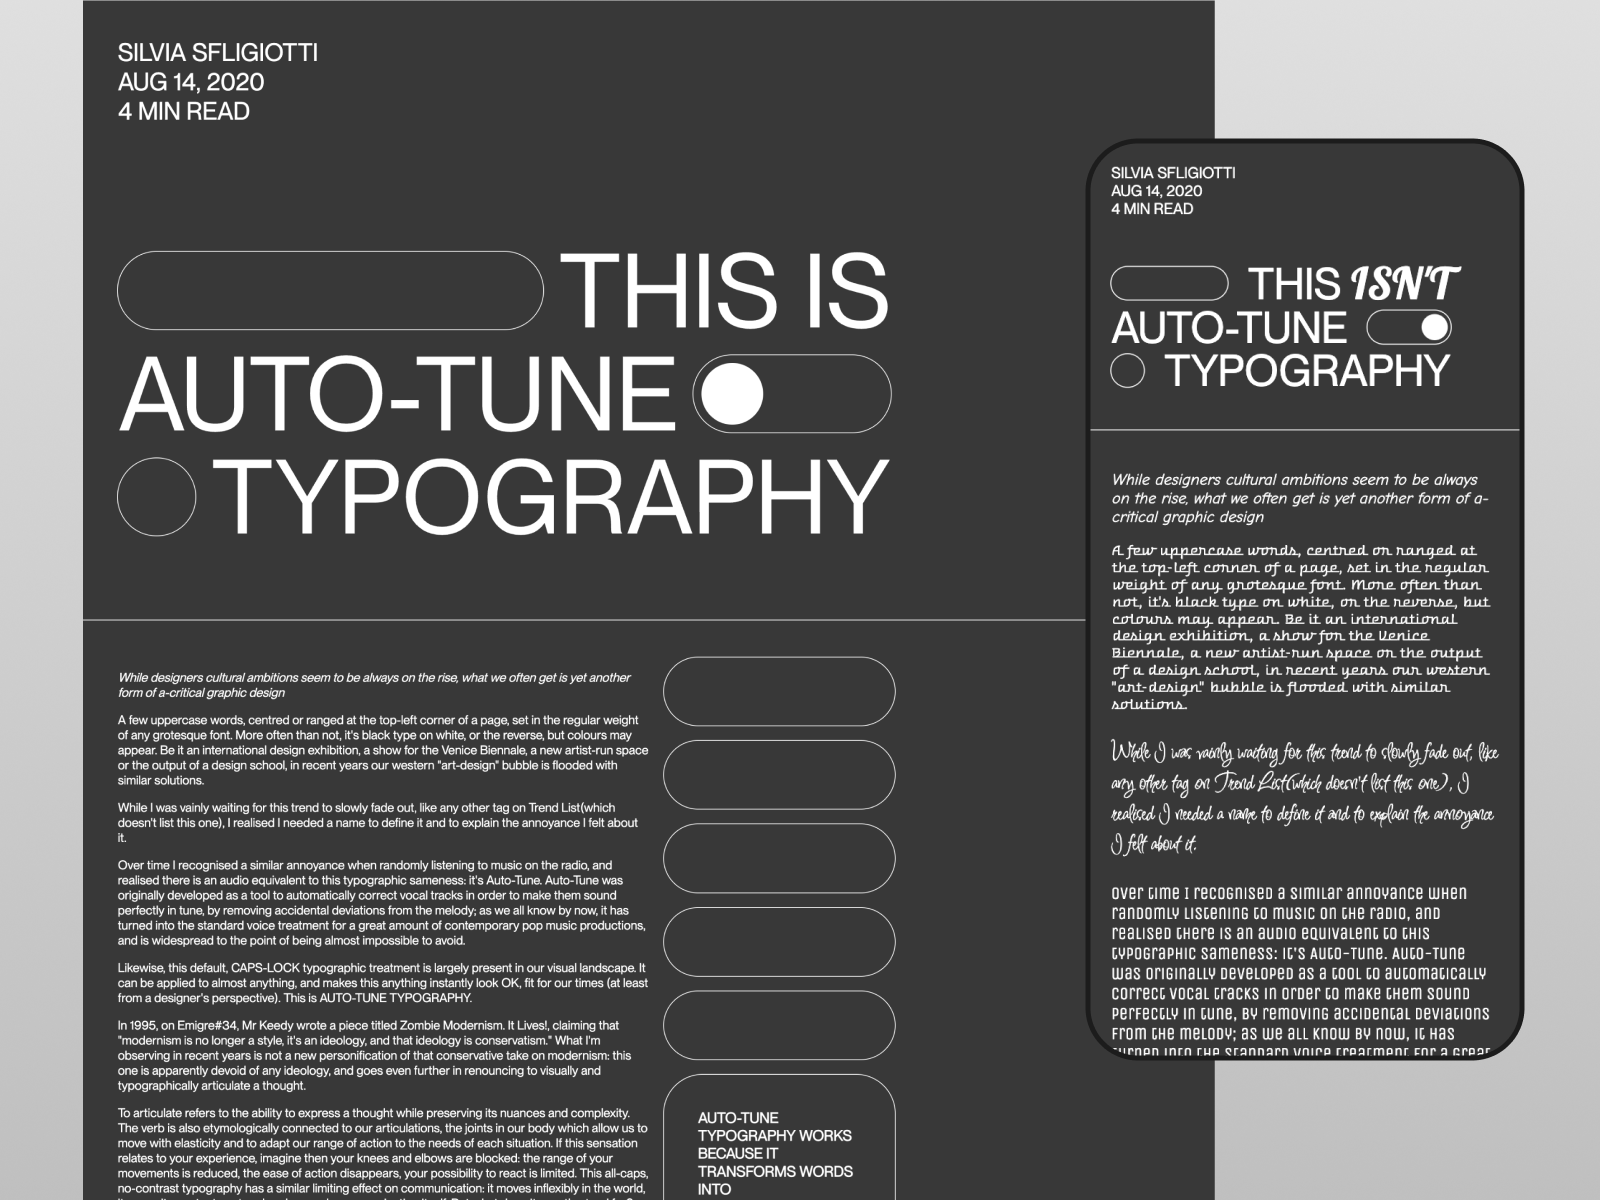 SILVIA SFLIGIOTTI
AUG 14, 2020
4 MIN READ
THIS IS
AUTO-TUNE
TYPOGRAPHY
While designers cultural ambitions seem to be always on the rise, what we often get is yet another
form of a-critical graphic design
A few uppercase words, centred or ranged at the top-left corner of a page, set in the regular weight
of any grotesque font. More often than not, it's black type on white, or the reverse, but colours may
appear. Be it an international design exhibition, a show for the Venice Biennale, a new artist-run space
or the output of a design school, in recent years our western "art-design" bubble is flooded with
similar solutions.
While I was vainly waiting for this trend to slowly fade out, like any other tag on Trend List(which
doesn't list this one), I realised I needed a name to define it and to explain the annoyance I felt about
it.
Over time I recognised a similar annoyance when randomly listening to music on the radio, and
realised there is an audio equivalent to this typographic sameness: it's Auto-Tune. Auto-Tune was
originally developed as a tool to automatically correct vocal tracks in order to make them sound
perfectly in tune, by removing accidental deviations from the melody; as we all know by now, it has
turned into the standard voice treatment for a great amount of contemporary pop music productions,
and is widespread to the point of being almost impossible to avoid.
Likewise, this default, CAPS-LOCK typographic treatment is largely present in our visual landscape. It
can be applied to almost anything, and makes this anything instantly look OK, fit for our times (at least
from a designer's perspective). This is AUTO-TUNE TYPOGRAPHY.
In 1995, on Emigre#34, Mr Keedy wrote a piece titled Zombie Modernism. It Lives!, claiming that
"modernism is no longer a style, it's an ideology, and that ideology is conservatism." What I'm
observing in recent years is not a new personification of that conservative take on modernism: this
one is apparently devoid of any ideology, and goes even further in renouncing to visually and
typographically articulate a thought.
To articulate refers to the ability to express a thought while preserving its nuances and complexity.
The verb is also etymologically connected to our articulations, the joints in our body which allow us to
move with elasticity and to adapt our range of action to the needs of each situation. If this sensation
relates to your experience, imagine then your knees and elbows are blocked: the range of your
movements is reduced, the ease of action disappears, your possibility to react is limited. This all-caps,
no-contrast typography has a similar limiting effect on communication: it moves inflexibly in the world,
AUTO-TUNE
TYPOGRAPHY WORKS
BECAUSE IT
TRANSFORMS WORDS
INTO
SILVIA SFLIGIOTTI
AUG 14, 2020
4 MIN READ
THIS ISN'T
AUTO-TUNE
TYPOGRAPHY
While designers cultural ambitions seem to be always
on the rise, what we often get is yet another form of a-
critical graphic design
A few uppercase words, centred or ranged at
the top-left corner of a page, set in the regular
weight of any grotesque font. More often than
not, it's black type on white, or the reverse, but
colours may appear. Be it an international
design exhibition, a show for the Venice
Biennale, a new artist-run space or the output
of a design school, in recent years our western
"art-design" bubble is flooded with similar
solutions.
While I was vainly waiting for this trend to slowly fade out, like
any other tag on Trend List(which doesn't list this one), I
realised I needed a name to define it and to explain the annoyance
I felt about it.
Over time I recognised a similar annoyance when
randomly listening to music on the radio, and
realised there is an audio equivalent to this
typographic sameness: it's Auto-Tune. Auto-Tune
was originally developed as a tool to automatically
correct vocal tracks in order to make them sound
perfectly in tune, by removing accidental deviations
from the melody; as we all know by now, it has
turned into the standard voice treatment for a great